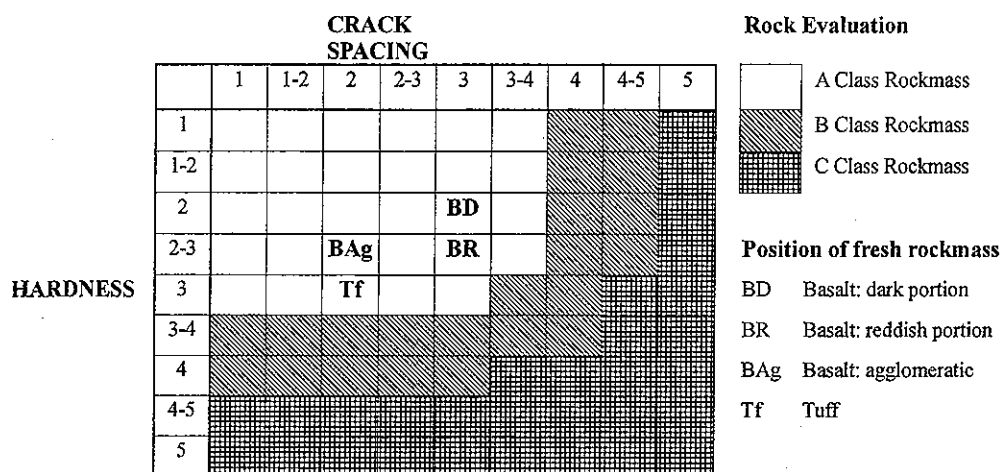 CRACK
SPACING
1 1-2 2 2-3 3 3-4 4 4-5 5
1
1-2
2 BD
2-3 BAg BR
HARDNESS 3 Tf
3-4
4
4-5
5
Rock Evaluation
A Class Rockmass
B Class Rockmass
C Class Rockmass
Position of fresh rockmass
BD Basalt: dark portion
BR Basalt: reddish portion
BAg Basalt: agglomeratic
Tf Tuff